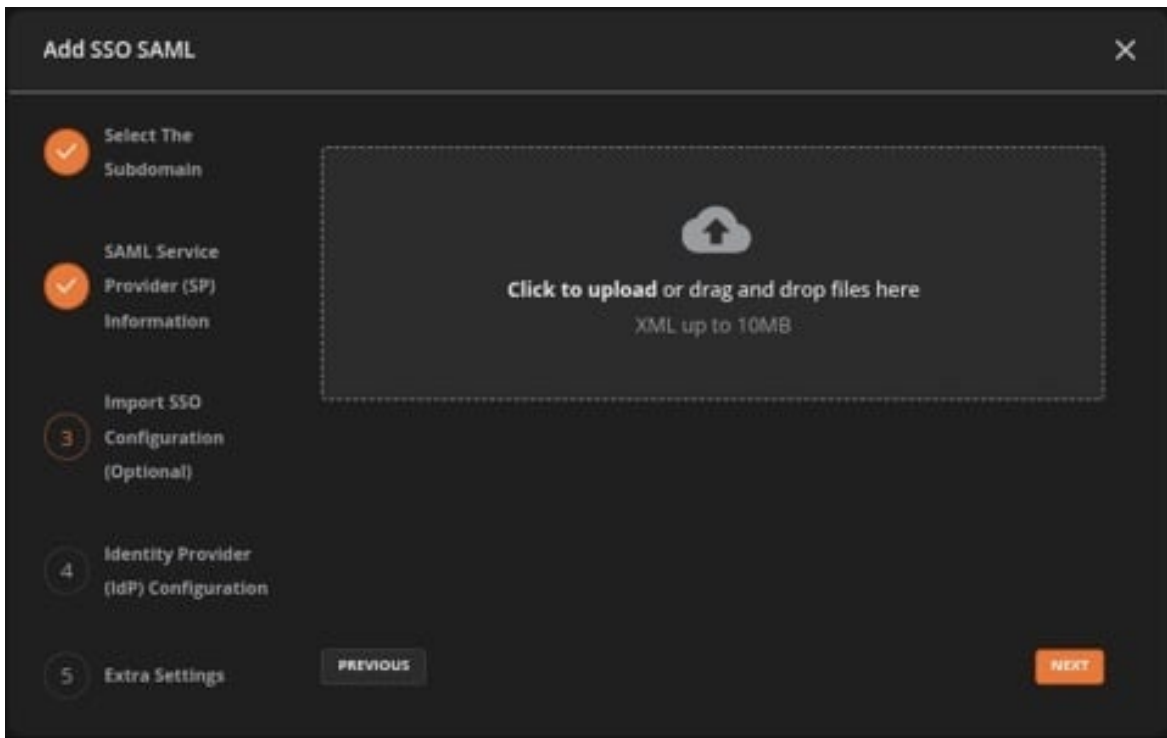 Add SSO SAML
Select The
Subdomain
SAML Service
Provider (SP)
Information
3
Import SSO
Configuration
(Optional)
4
Identity Provider
(IdP) Configuration
5
Extra Settings
Click to upload or drag and drop files here
XML up to 10MB
PREVIOUS
NEXT